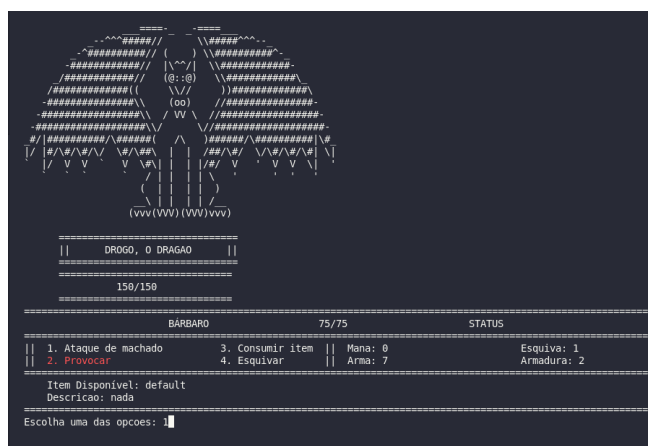 DROGO, O DRAGAO
150/150
BÁRBARO 75/75 STATUS
|| 1. Ataque de machado 3. Consumir item || Mana: 0 Esquiva: 1
|| 2. Provocar 4. Esquivar || Arma: 7 Armadura: 2
Item Disponível: default
Descricao: nada
Escolha uma das opcoes: 1